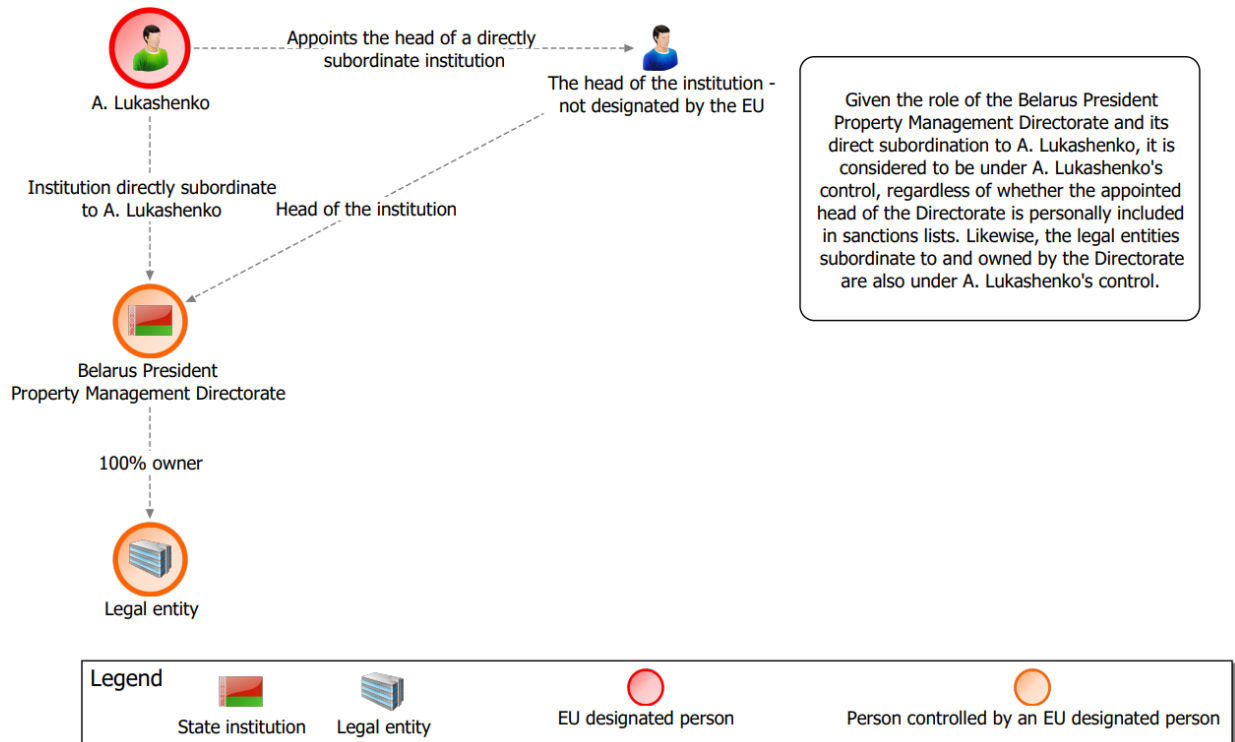 Appoints the head of a directly
subordinate institution
A. Lukashenko
The head of the institution -
not designated by the EU
Given the role of the Belarus President
Property Management Directorate and its
direct subordination to A. Lukashenko, it is
considered to be under A. Lukashenko's
control, regardless of whether the appointed
head of the Directorate is personally included
in sanctions lists. Likewise, the legal entities
subordinate to and owned by the Directorate
are also under A. Lukashenko's control.
Institution directly subordinate
to A. Lukashenko
Head of the institution
Belarus President
Property Management Directorate
100% owner
Legal entity
Legend
State institution
Legal entity
EU designated person
Person controlled by an EU designated person